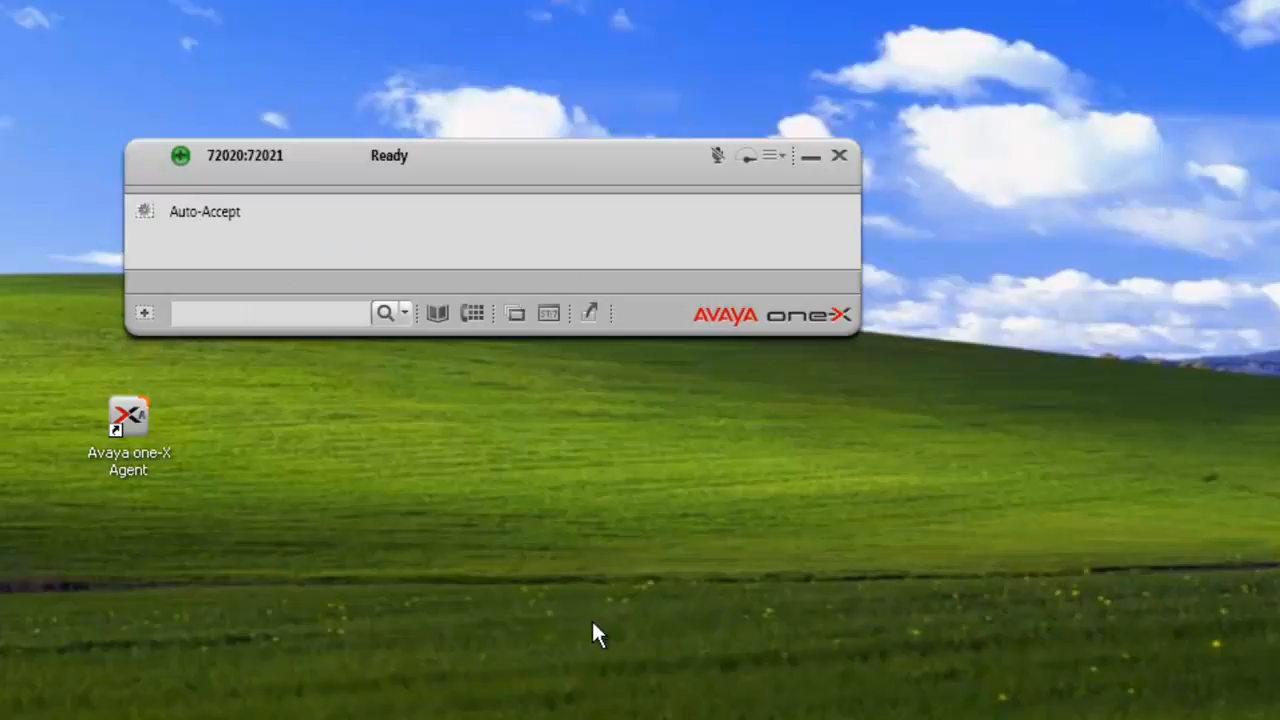 72020:72021 Ready
Auto-Accept
AVAYA one-X
Avaya one-X
Agent